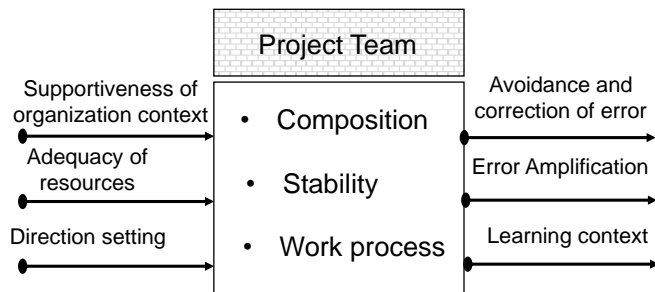 Project Team
Supportiveness of
organization context
Adequacy of
resources
Direction setting
• Composition
• Stability
• Work process
Avoidance and
correction of error
Error Amplification
Learning context